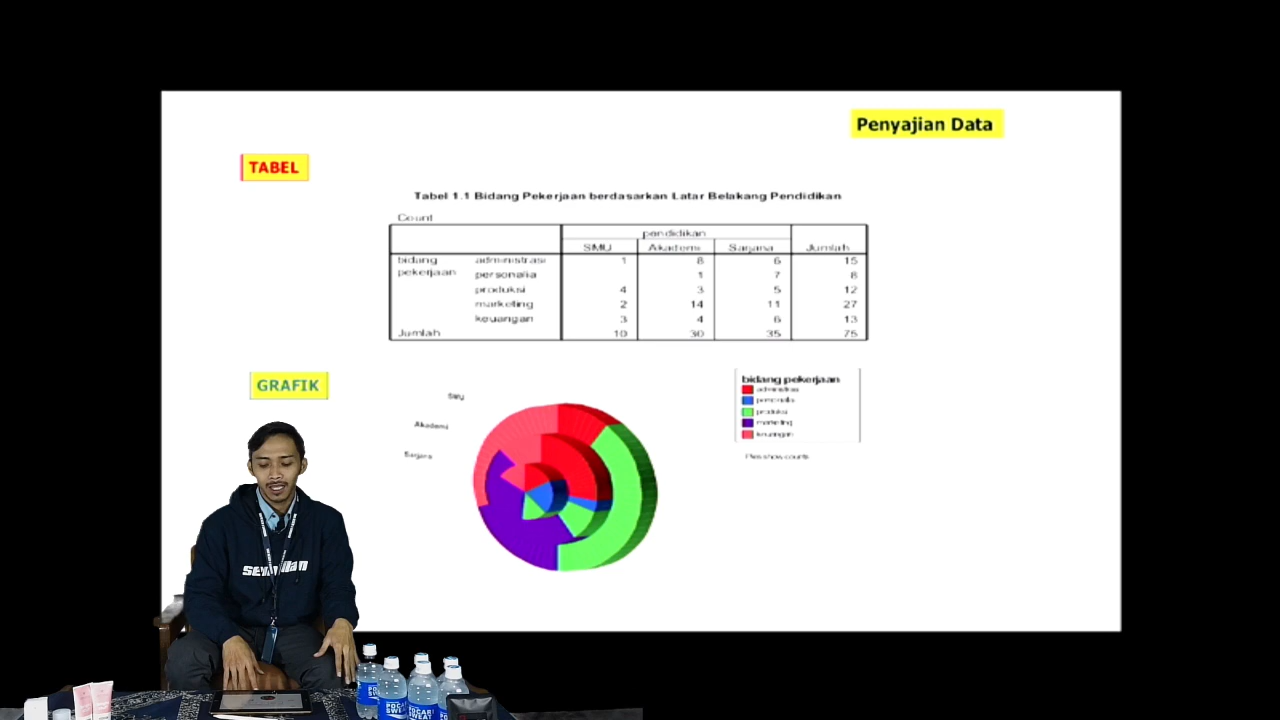 Penyajian Data
TABEL
Tabel 1.1 Bidang Pekerjaan berdasarkan Latar Belakang Pendidikan
Count
pendidikan
SMU Akademi Sarjana Jumlah
bidang pekerjaan administrasi 1 8 6 15
personalia 1 7 8
produksi 4 3 5 12
marketing 2 14 11 27
keuangan 3 4 6 13
Jumlah 10 30 35 75
GRAFIK
Smu
Akademi
Sarjana
bidang pekerjaan
administrasi
personalia
produksi
marketing
keuangan
Pies show counts
POCARI
SWEAT